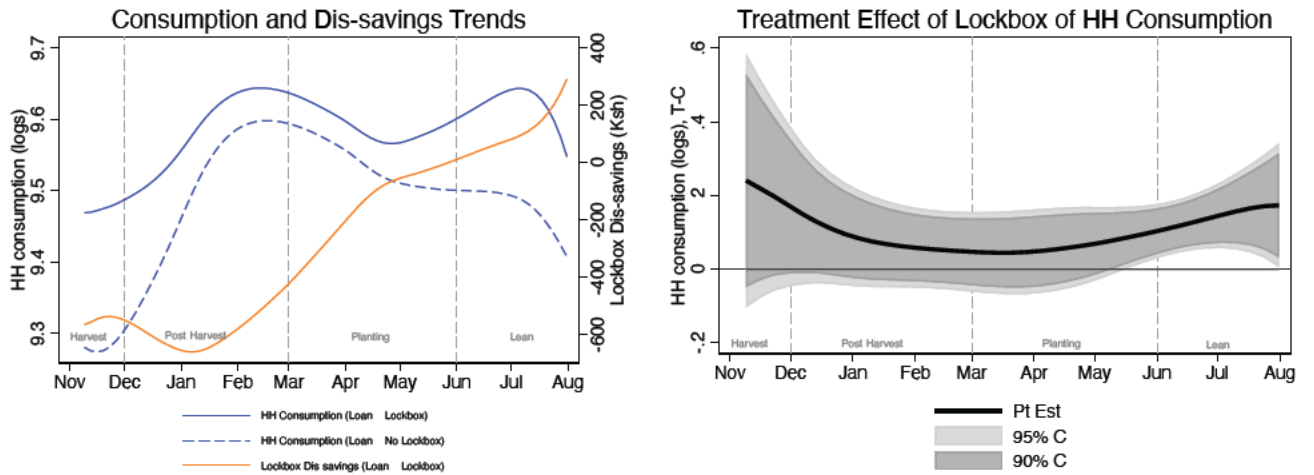 Consumption and Dis-savings Trends
HH consumption (logs)
9.7
9.6
9.5
9.4
9.3
400
200
0
-200
-400
-600
Lockbox Dis-savings (Ksh)
Harvest
Post Harvest
Planting
Lean
Nov Dec Jan Feb Mar Apr May Jun Jul Aug
HH Consumption (Loan Lockbox)
HH Consumption (Loan No Lockbox)
Lockbox Dis savings (Loan Lockbox)
Treatment Effect of Lockbox of HH Consumption
HH consumption (logs), T-C
.6
.4
.2
0
-.2
Harvest
Post Harvest
Planting
Lean
Nov Dec Jan Feb Mar Apr May Jun Jul Aug
Pt Est
95% C
90% C